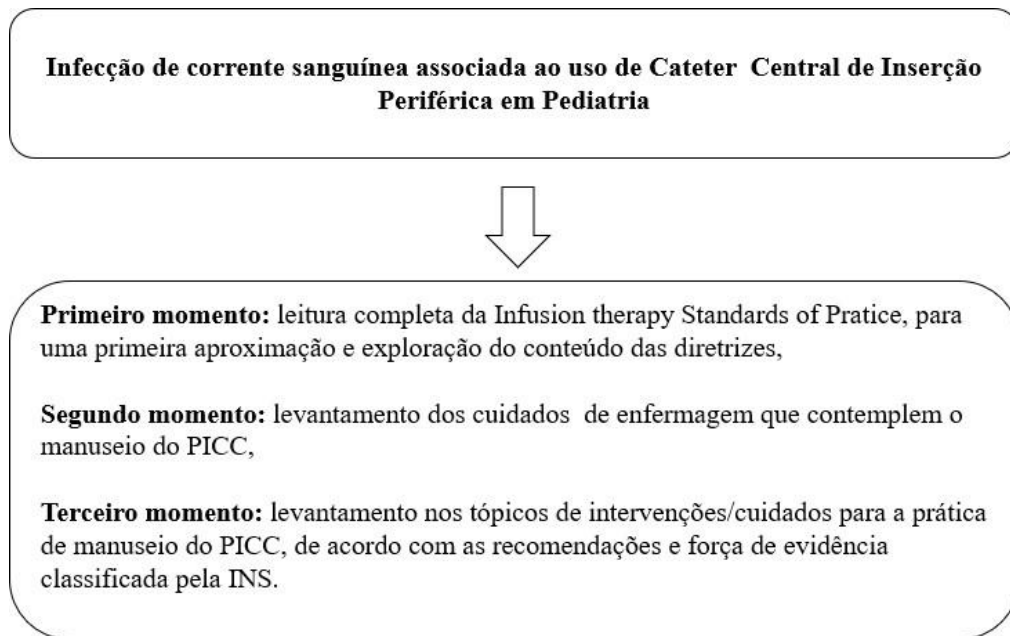 Infecção de corrente sanguínea associada ao uso de Cateter Central de Inserção
Periférica em Pediatria
Primeiro momento: leitura completa da Infusion therapy Standards of Pratice, para
uma primeira aproximação e exploração do conteúdo das diretrizes,
Segundo momento: levantamento dos cuidados de enfermagem que contemplem o
manuseio do PICC,
Terceiro momento: levantamento nos tópicos de intervenções/cuidados para a prática
de manuseio do PICC, de acordo com as recomendações e força de evidência
classificada pela INS.